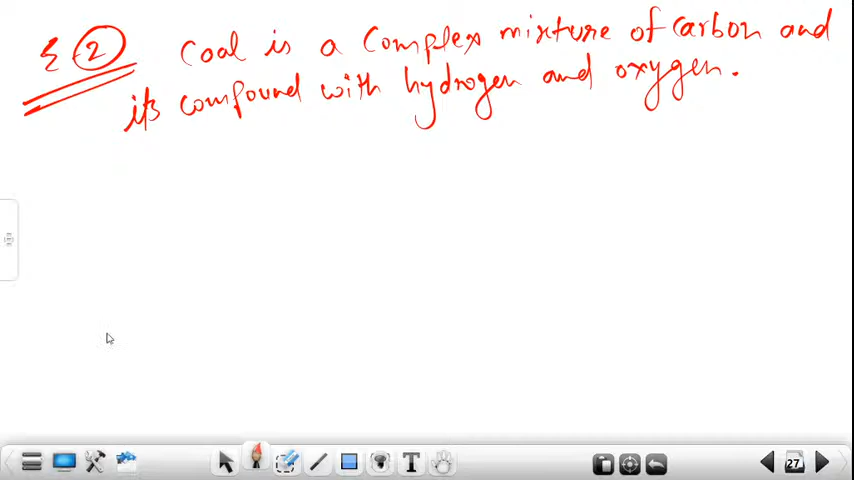 ξ ② Coal is a complex mixture of carbon and
its compound with hydrogen and oxygen.
T
27